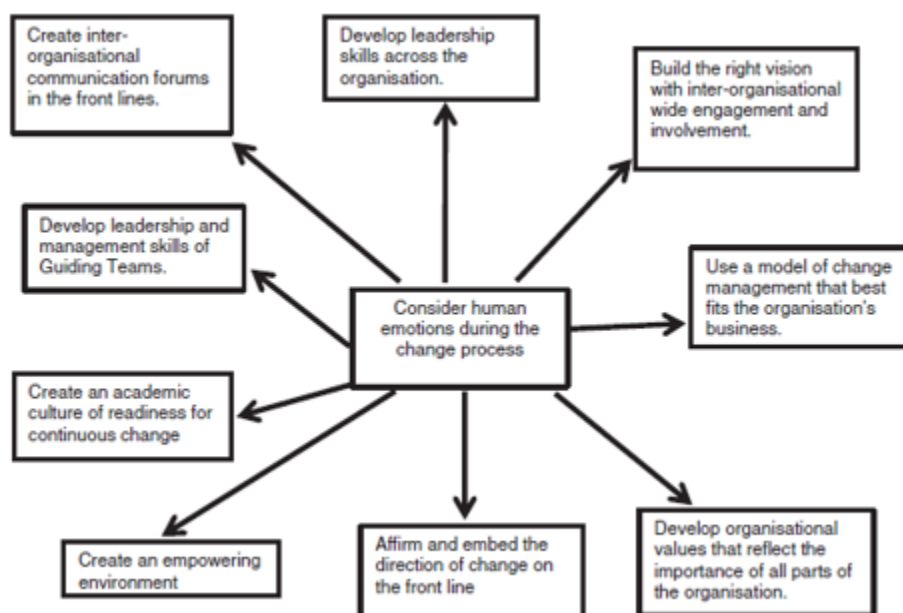 Create inter-
organisational
communication forums
in the front lines.
Develop leadership
skills across the
organisation.
Build the right vision
with inter-organisational
wide engagement and
involvement.
Develop leadership and
management skills of
Guiding Teams.
Use a model of change
management that best
fits the organisation's
business.
Consider human
emotions during the
change process
Create an academic
culture of readiness for
continuous change
Create an empowering
environment
Affirm and embed the
direction of change on
the front line
Develop organisational
values that reflect the
importance of all parts of
the organisation.